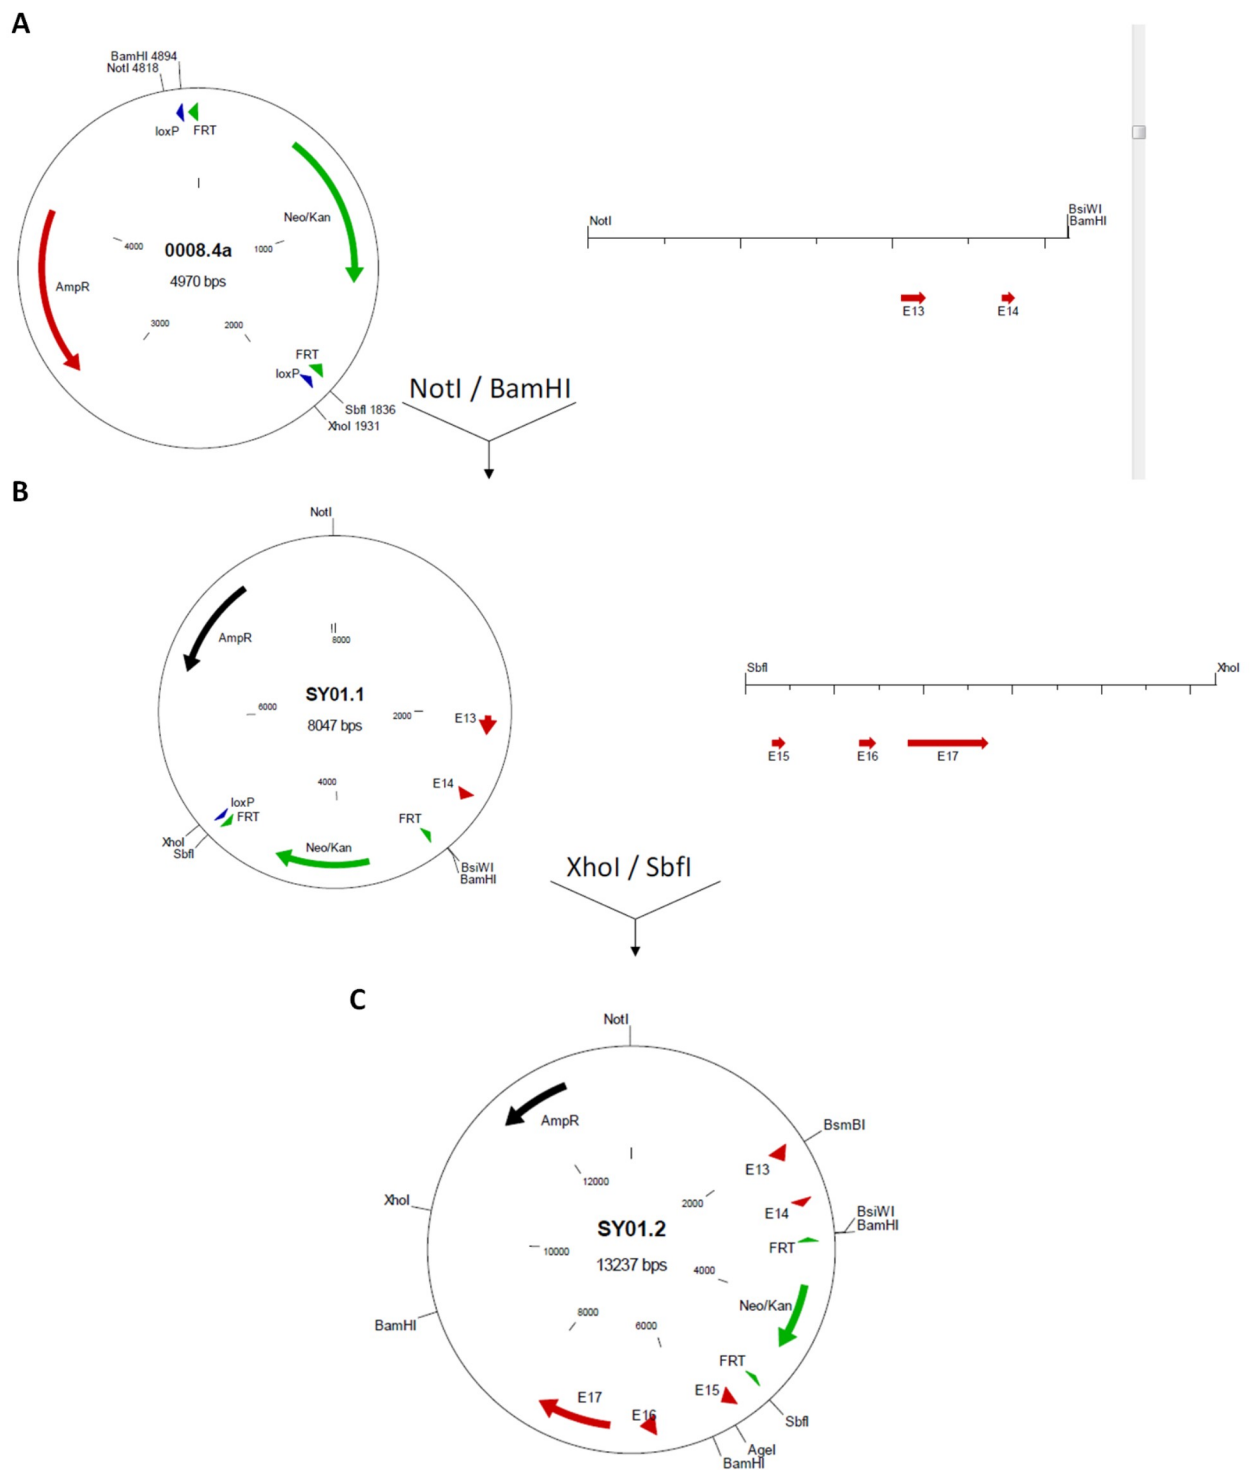 A
BamHI 4894
NotI 4818
loxP
FRT
Neo/Kan
4000
0008.4a
1000
4970 bps
AmpR
3000
2000
FRT
loxP
SbfI 1836
XhoI 1931
NotI
BsiWI
BamHI
E13
E14
NotI / BamHI
B
NotI
AmpR
8000
SY01.1
6000
2000
8047 bps
E13
4000
E14
loxP
FRT
FRT
XhoI
SbfI
Neo/Kan
BsiWI
BamHI
SbfI
XhoI
E15
E16
E17
XhoI / SbfI
C
NotI
AmpR
BsmBI
E13
12000
2000
XhoI
E14
BsiWI
BamHI
SY01.2
FRT
10000
13237 bps
4000
Neo/Kan
BamHI
8000
6000
FRT
E17
E15
E16
SbfI
AgeI
BamHI